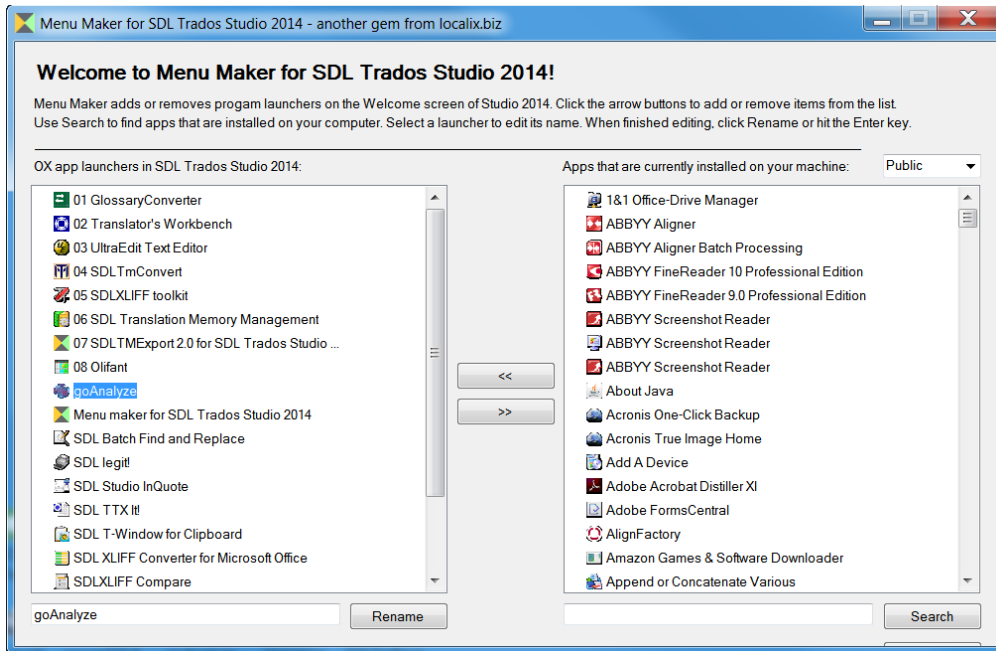 Menu Maker for SDL Trados Studio 2014 - another gem from localix.biz
Welcome to Menu Maker for SDL Trados Studio 2014!
Menu Maker adds or removes progam launchers on the Welcome screen of Studio 2014. Click the arrow buttons to add or remove items from the list.
Use Search to find apps that are installed on your computer. Select a launcher to edit its name. When finished editing, click Rename or hit the Enter key.
OX app launchers in SDL Trados Studio 2014:
01 GlossaryConverter
02 Translator's Workbench
03 UltraEdit Text Editor
04 SDLTmConvert
05 SDLXLIFF toolkit
06 SDL Translation Memory Management
07 SDLTMExport 2.0 for SDL Trados Studio ...
08 Olifant
goAnalyze
Menu maker for SDL Trados Studio 2014
SDL Batch Find and Replace
SDL legit!
SDL Studio InQuote
SDL TTX It!
SDL T-Window for Clipboard
SDL XLIFF Converter for Microsoft Office
SDLXLIFF Compare
goAnalyze
Rename
<<
>>
Apps that are currently installed on your machine:
Public
1&1 Office-Drive Manager
ABBYY Aligner
ABBYY Aligner Batch Processing
ABBYY FineReader 10 Professional Edition
ABBYY FineReader 9.0 Professional Edition
ABBYY Screenshot Reader
ABBYY Screenshot Reader
ABBYY Screenshot Reader
About Java
Acronis One-Click Backup
Acronis True Image Home
Add A Device
Adobe Acrobat Distiller XI
Adobe FormsCentral
AlignFactory
Amazon Games & Software Downloader
Append or Concatenate Various
Search